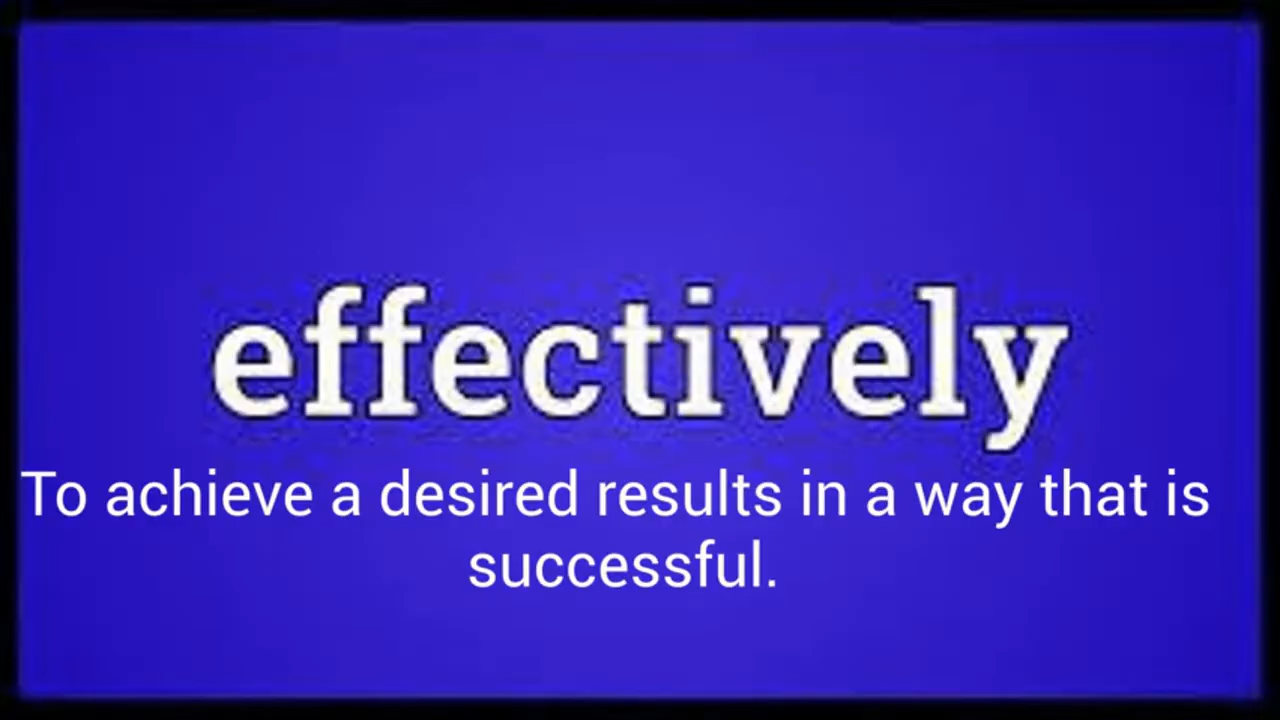 effectively
To achieve a desired results in a way that is
successful.